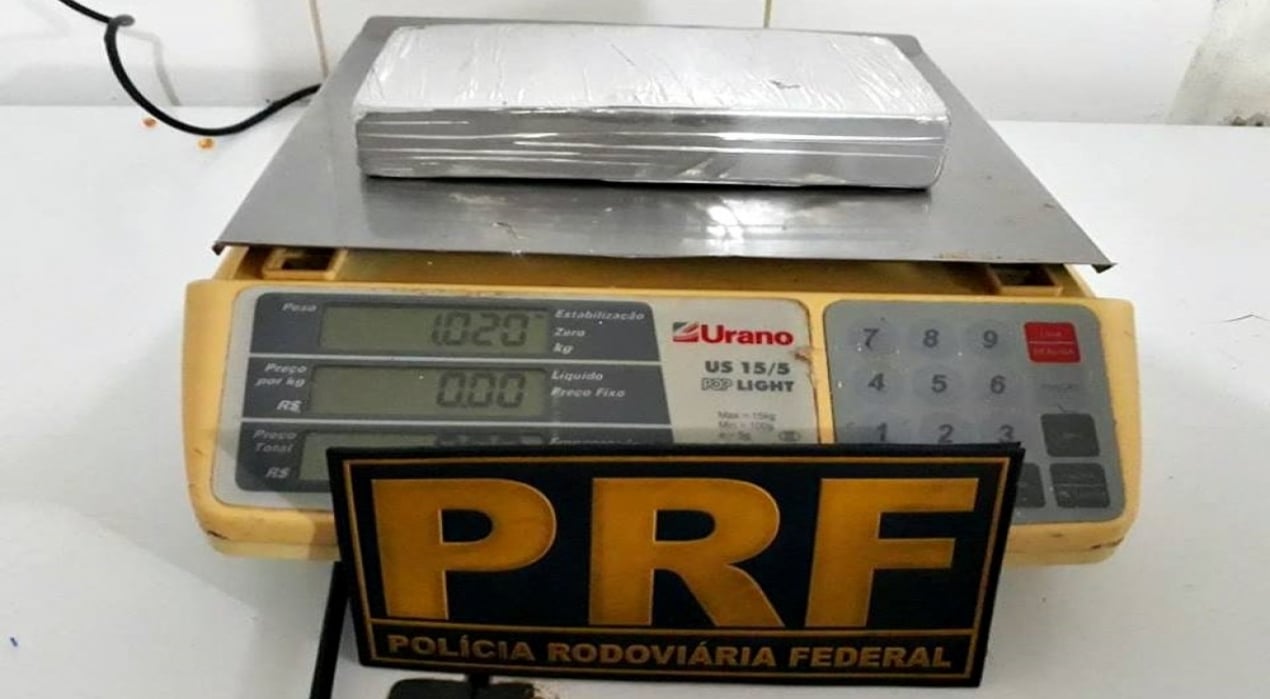 Peso
1.020
Estabilização
Zero
kg
Urano
US 15/5
POP LIGHT
Preço
por kg
R$
0.00
Líquido
Preço Fixo
Max = 15kg
Min = 100g
e = 5g
Preço
Total
R$
7 8 9
4 5 6
1 2 3
PRF
POLÍCIA RODOVIÁRIA FEDERAL